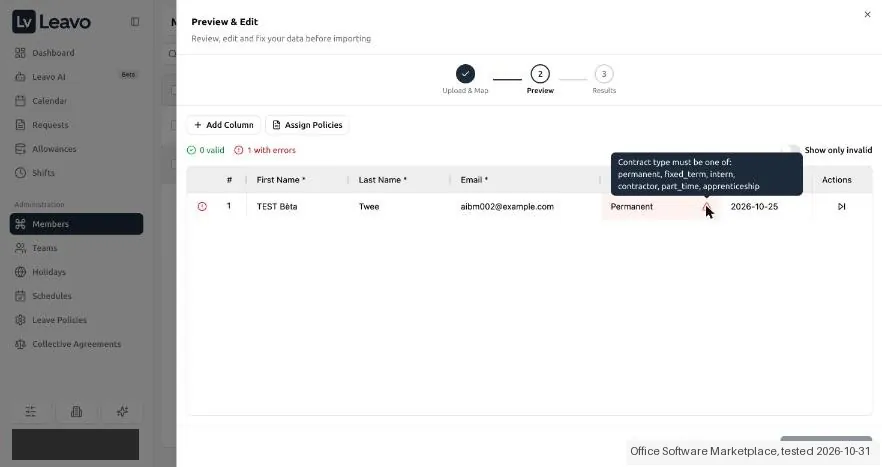 Lv Leavo
Dashboard
Leavo AI
Beta
Calendar
Requests
Allowances
Shifts
Administration
Members
Teams
Holidays
Schedules
Leave Policies
Collective Agreements
M
Preview & Edit
Review, edit and fix your data before importing
2
3
Upload & Map
Preview
Results
Add Column
Assign Policies
0 valid
1 with errors
Show only invalid
Contract type must be one of:
permanent, fixed_term, intern,
contractor, part_time, apprenticeship
# First Name * Last Name * Email * Actions
1 TEST Bèta Twee aibm002@example.com Permanent 2026-10-25
Office Software Marketplace, tested 2026-10-31